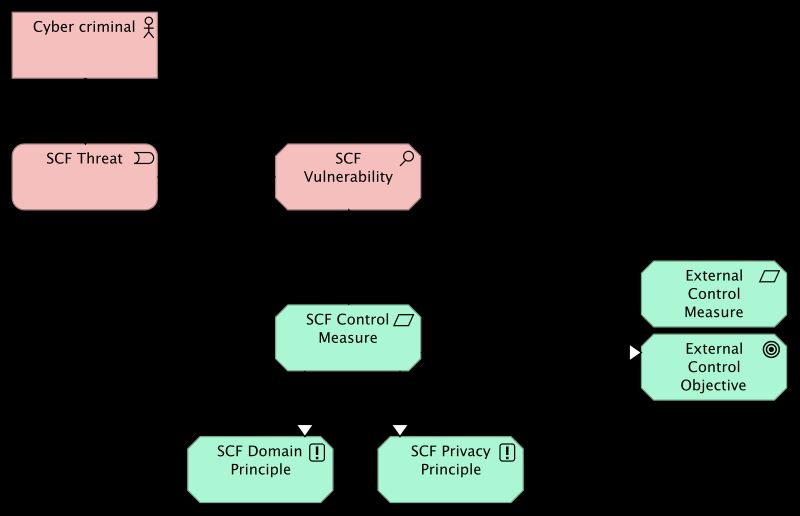 Cyber criminal
SCF Threat
SCF
Vulnerability
External
Control
Measure
SCF Control
Measure
External
Control
Objective
SCF Domain
Principle
SCF Privacy
Principle